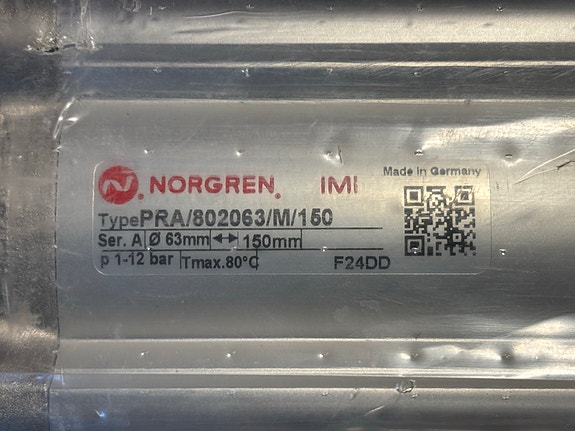 Made in Germany
NORGREN. IMI
Type PRA/802063/M/150
Ser. A Ø 63mm ↔ 150mm
p 1-12 bar Tmax.80°C F24DD